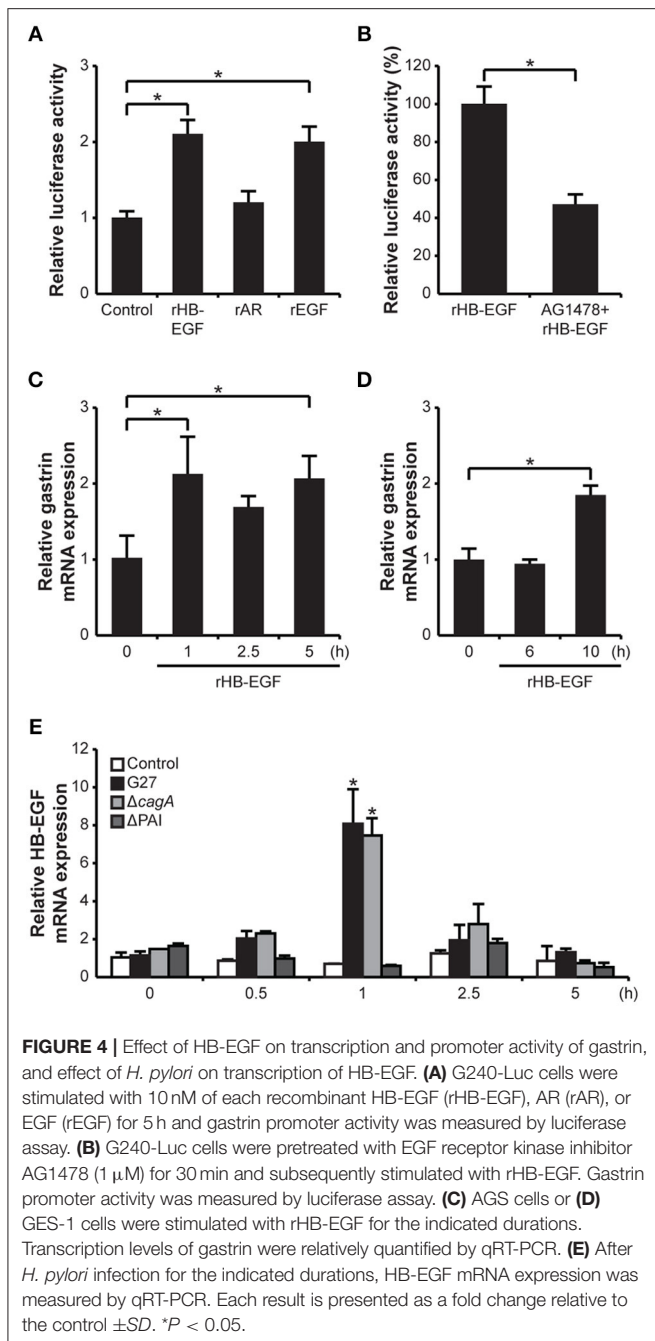 A
Relative luciferase activity
3
2
1
0
*
*
Control
rHB-
EGF
rAR
rEGF
B
Relative luciferase activity (%)
120
100
80
60
40
20
0
*
rHB-EGF
AG1478+
rHB-EGF
C
Relative gastrin
mRNA expression
3
2
1
0
*
*
0 1 2.5 5 (h)
rHB-EGF
D
Relative gastrin
mRNA expression
3
2
1
0
*
0 6 10 (h)
rHB-EGF
E
Relative HB-EGF
mRNA expression
12
10
8
6
4
2
0
Control
G27
ΔcagA
ΔPAI
*
*
0 0.5 1 2.5 5 (h)
FIGURE 4 | Effect of HB-EGF on transcription and promoter activity of gastrin,
and effect of H. pylori on transcription of HB-EGF. (A) G240-Luc cells were
stimulated with 10 nM of each recombinant HB-EGF (rHB-EGF), AR (rAR), or
EGF (rEGF) for 5 h and gastrin promoter activity was measured by luciferase
assay. (B) G240-Luc cells were pretreated with EGF receptor kinase inhibitor
AG1478 (1 μM) for 30 min and subsequently stimulated with rHB-EGF. Gastrin
promoter activity was measured by luciferase assay. (C) AGS cells or (D)
GES-1 cells were stimulated with rHB-EGF for the indicated durations.
Transcription levels of gastrin were relatively quantified by qRT-PCR. (E) After
H. pylori infection for the indicated durations, HB-EGF mRNA expression was
measured by qRT-PCR. Each result is presented as a fold change relative to
the control ±SD. *P < 0.05.